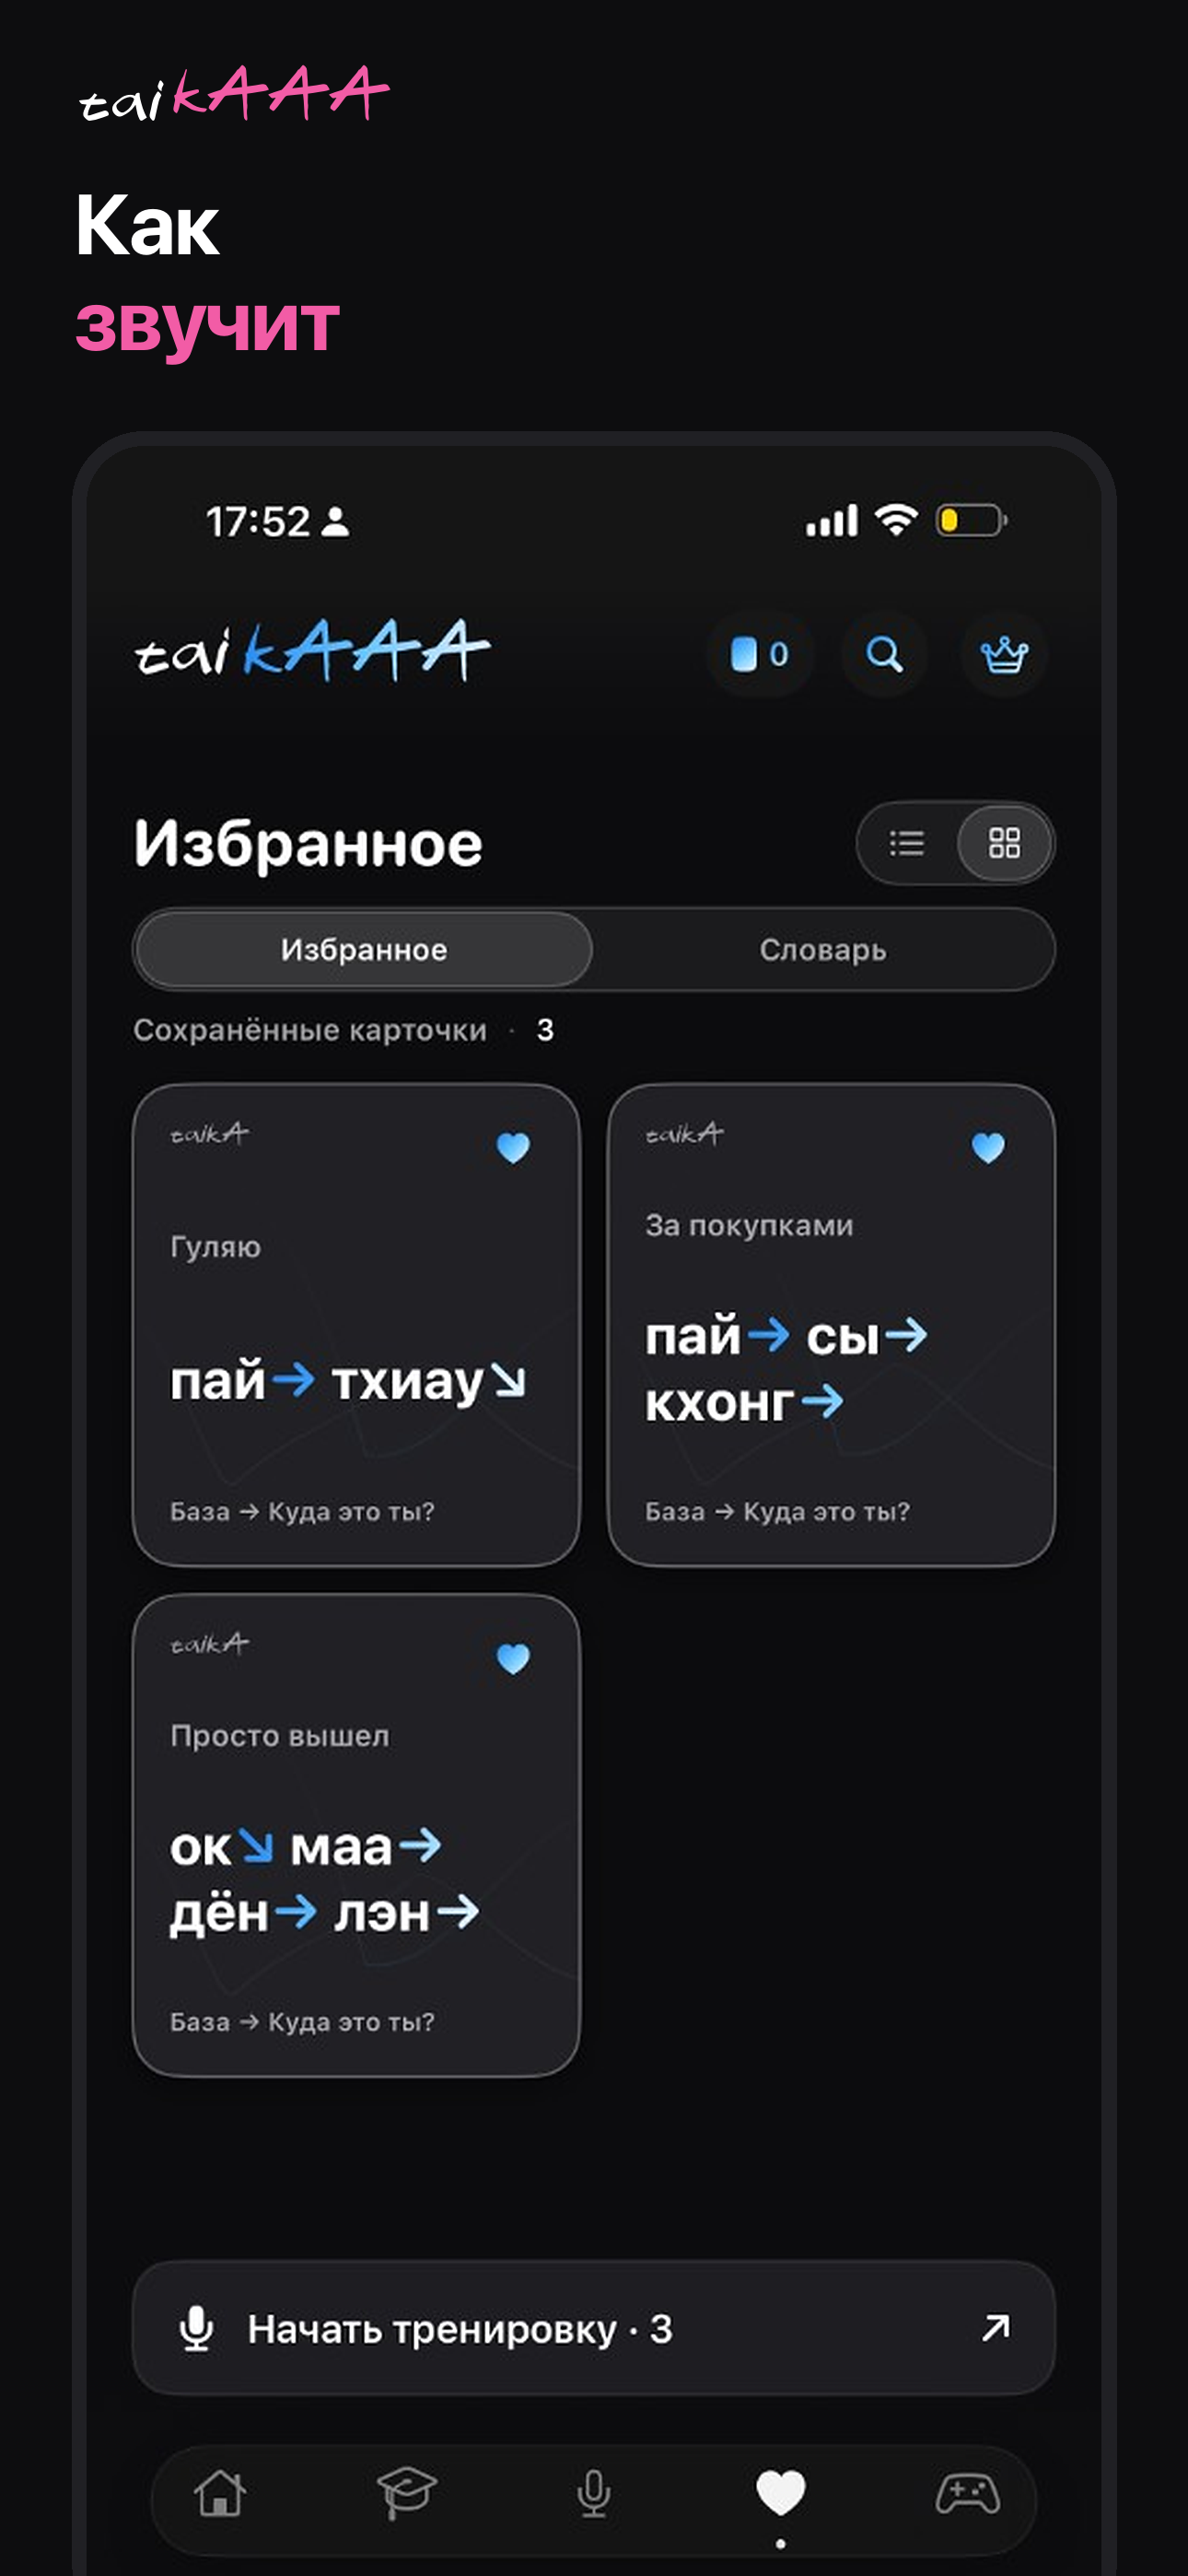 taikAAA
Как
звучит
17:52
taikAAA
0
Избранное
Избранное
Словарь
Сохранённые карточки · 3
taikA
Гуляю
пай→ тхиау↘
База → Куда это ты?
taikA
За покупками
пай→ сы→
кхонг→
База → Куда это ты?
taikA
Просто вышел
ок↘ маа→
дён→ лэн→
База → Куда это ты?
Начать тренировку · 3